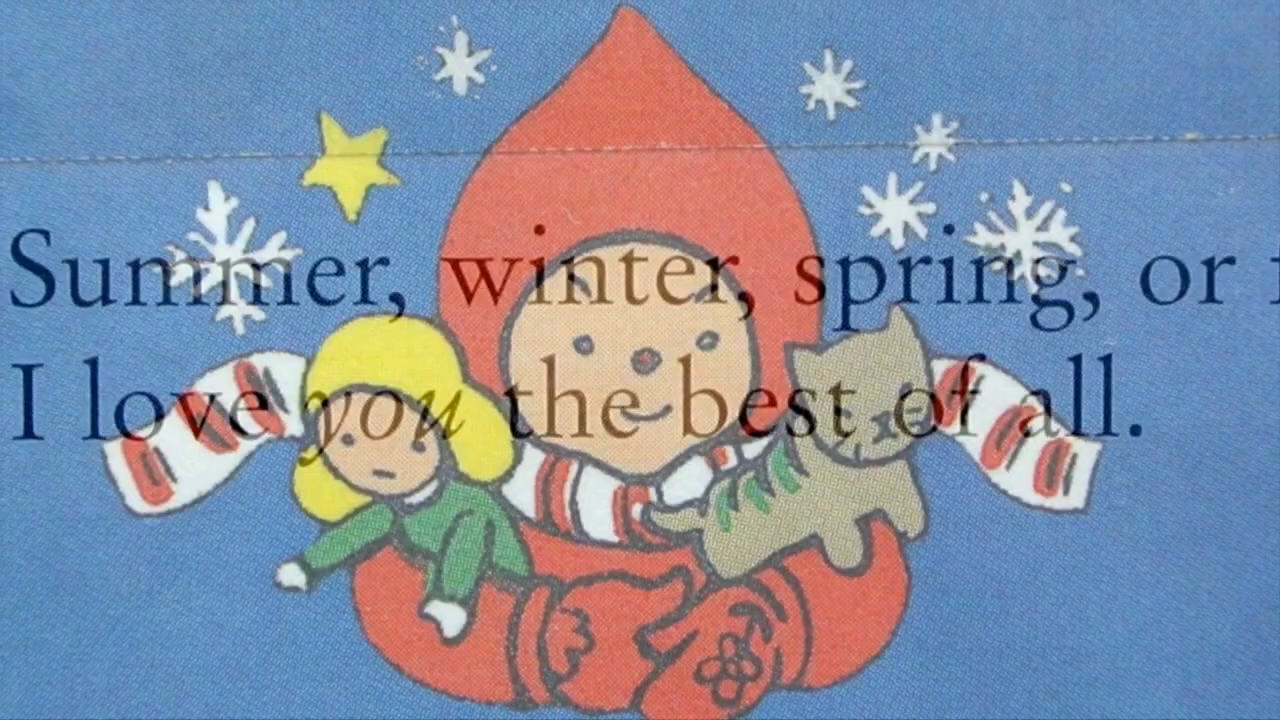 Summer, winter, spring, or
I love you the best of all.